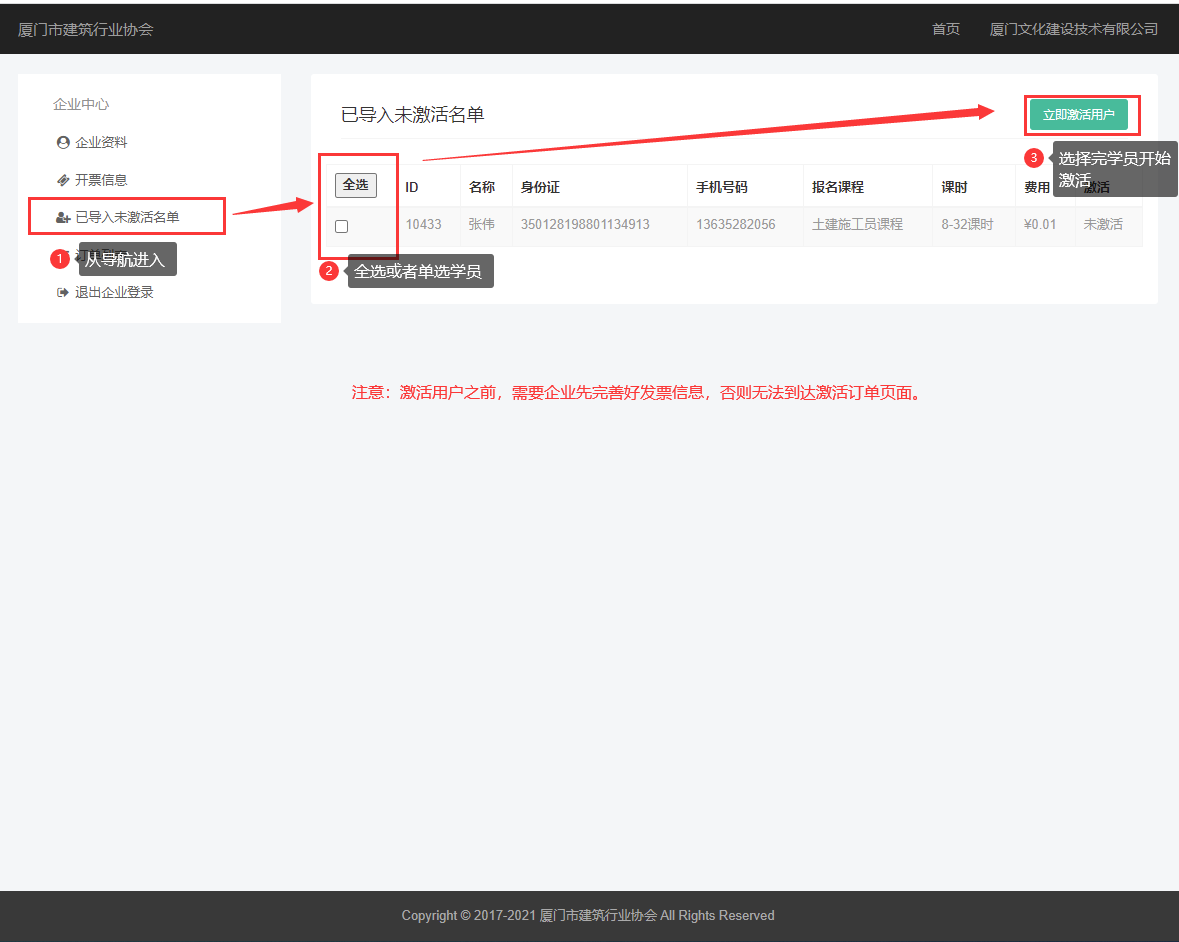 厦门市建筑行业协会
首页 厦门文化建设技术有限公司
企业中心
企业资料
开票信息
已导入未激活名单
1 从导航进入
退出企业登录
已导入未激活名单
立即激活用户
3 选择完学员开始
激活
全选 ID 名称 身份证 手机号码 报名课程 课时 费用 激活
10433 张伟 350128198801134913 13635282056 土建施工员课程 8-32课时 ¥0.01 未激活
2 全选或者单选学员
注意：激活用户之前，需要企业先完善好发票信息，否则无法到达激活订单页面。
Copyright © 2017-2021 厦门市建筑行业协会 All Rights Reserved